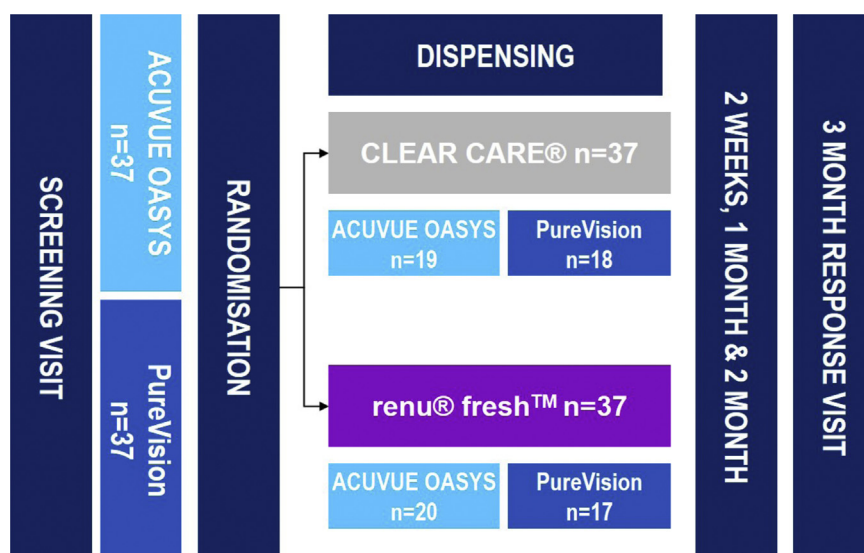 SCREENING VISIT
ACUVUE OASYS
n=37
PureVision
n=37
RANDOMISATION
DISPENSING
CLEAR CARE® n=37
ACUVUE OASYS
n=19
PureVision
n=18
renu® fresh™ n=37
ACUVUE OASYS
n=20
PureVision
n=17
2 WEEKS, 1 MONTH & 2 MONTH
3 MONTH RESPONSE VISIT